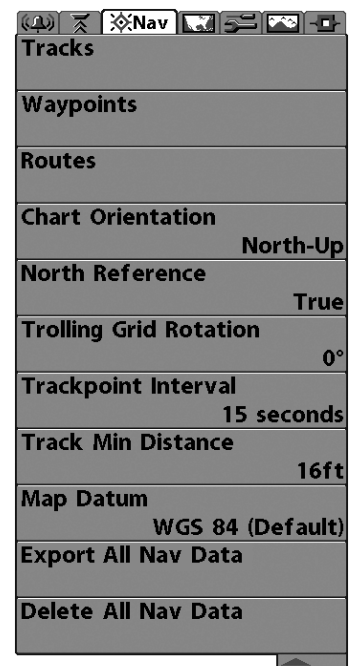 Nav
Tracks
Waypoints
Routes
Chart Orientation
North-Up
North Reference
True
Trolling Grid Rotation
0°
Trackpoint Interval
15 seconds
Track Min Distance
16ft
Map Datum
WGS 84 (Default)
Export All Nav Data
Delete All Nav Data